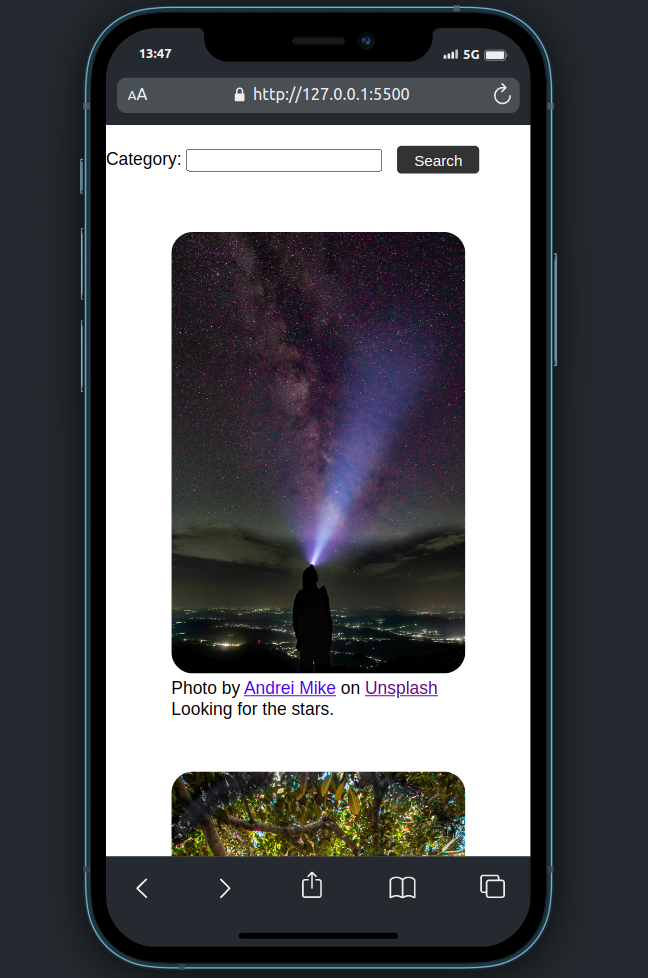 13:47
5G
AA http://127.0.0.1:5500
Category: Search
Photo by Andrei Mike on Unsplash
Looking for the stars.